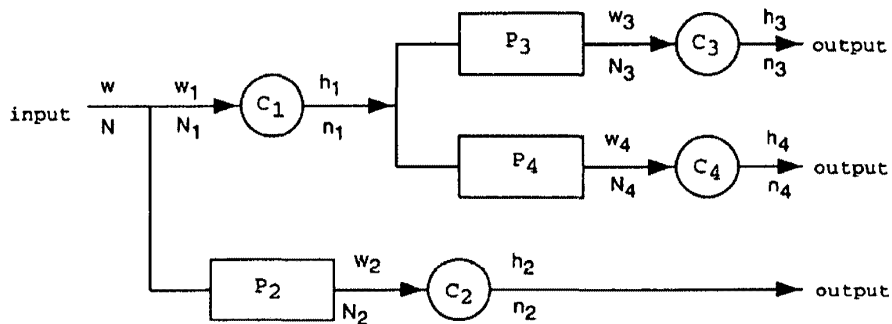 w₃ h₃
P₃ C₃ output
N₃ n₃
w w₁ h₁
input C₁
N N₁ n₁
w₄ h₄
P₄ C₄ output
N₄ n₄
w₂ h₂
P₂ C₂ output
N₂ n₂